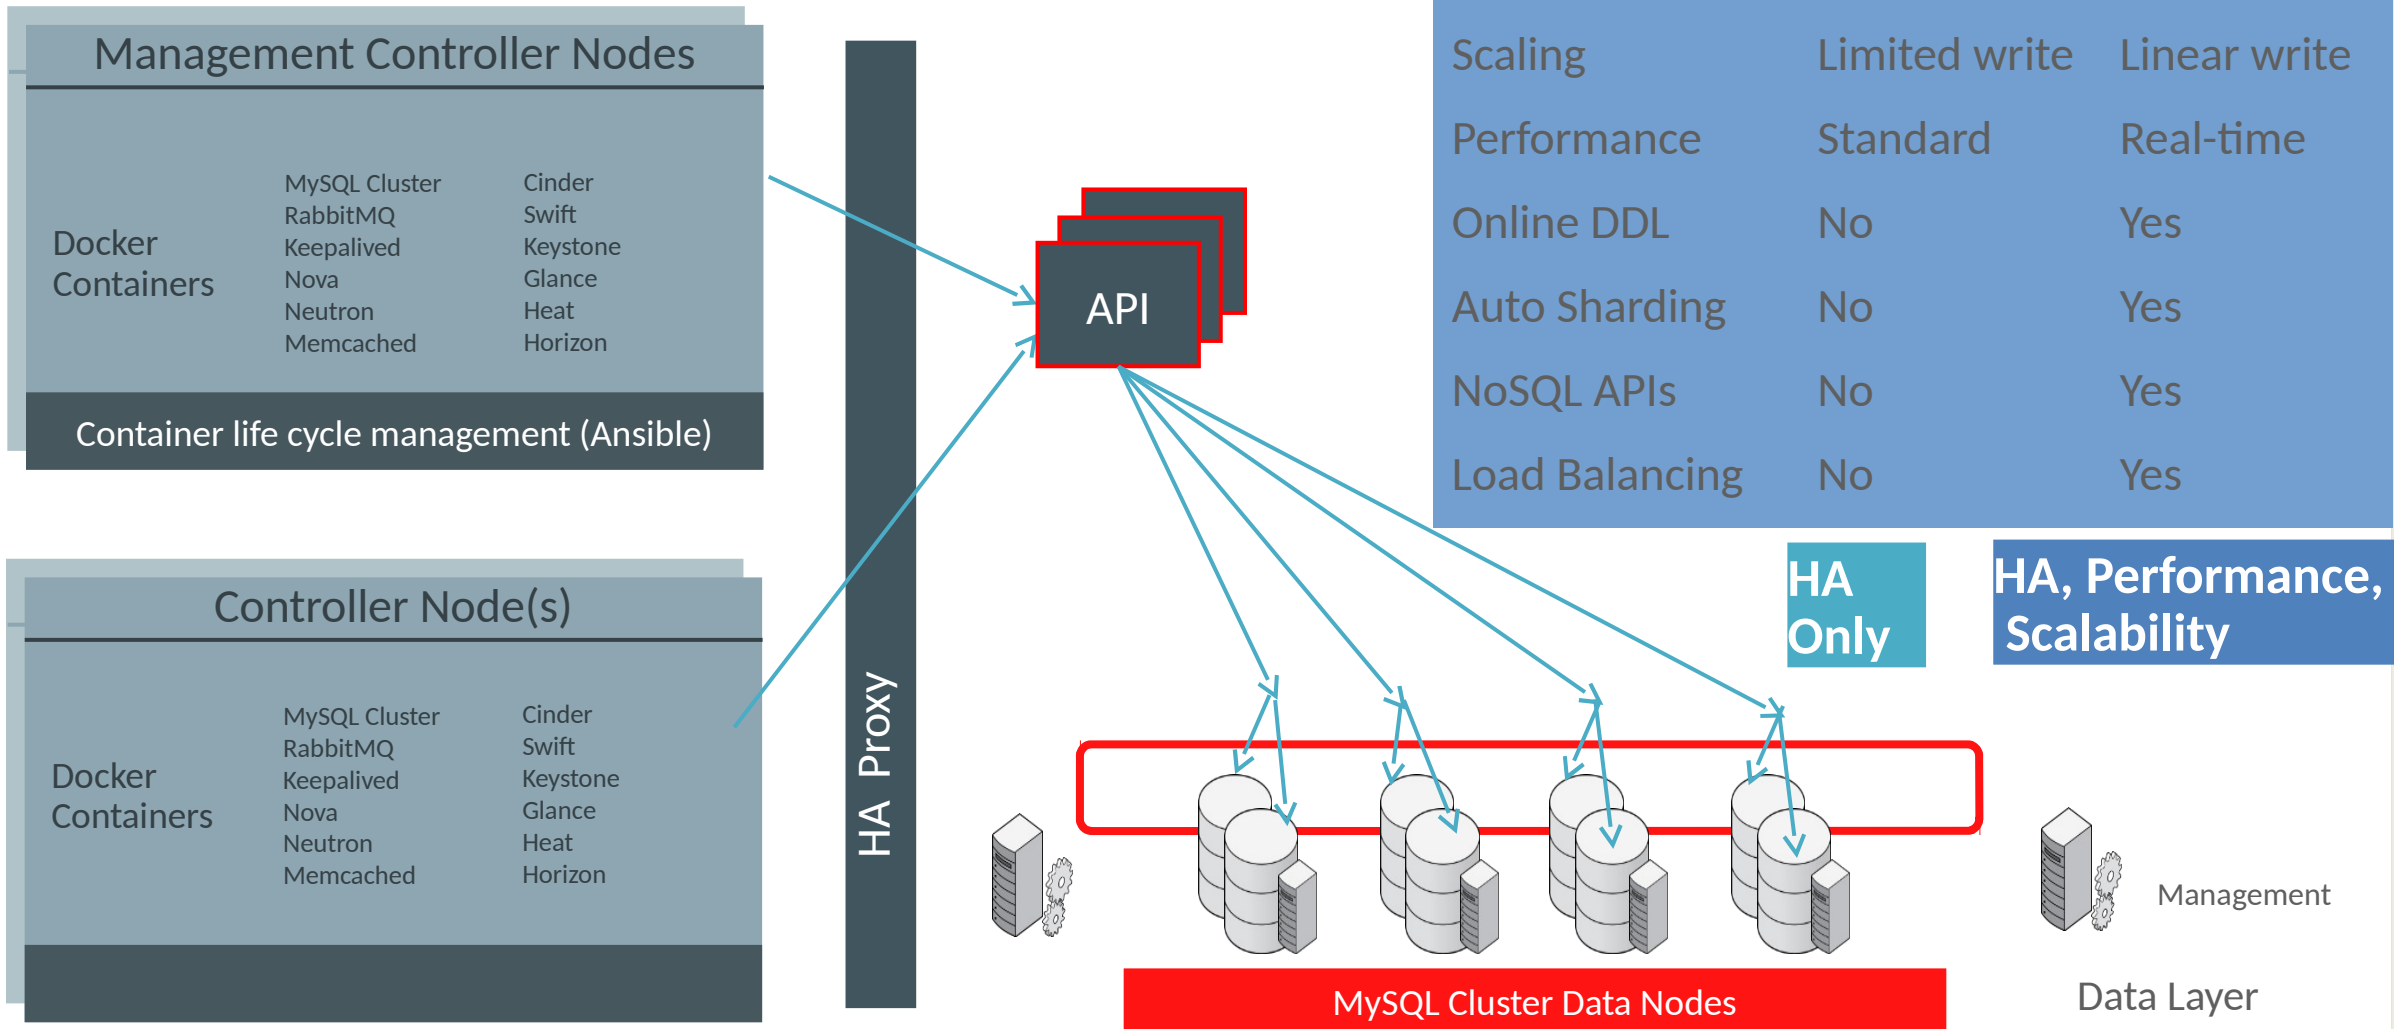 Management Controller Nodes
Docker
Containers
MySQL Cluster
RabbitMQ
Keepalived
Nova
Neutron
Memcached
Cinder
Swift
Keystone
Glance
Heat
Horizon
Container life cycle management (Ansible)
Controller Node(s)
Docker
Containers
MySQL Cluster
RabbitMQ
Keepalived
Nova
Neutron
Memcached
Cinder
Swift
Keystone
Glance
Heat
Horizon
HA Proxy
API
Scaling Limited write Linear write
Performance Standard Real-time
Online DDL No Yes
Auto Sharding No Yes
NoSQL APIs No Yes
Load Balancing No Yes
HA
Only
HA, Performance,
Scalability
Management
MySQL Cluster Data Nodes
Data Layer